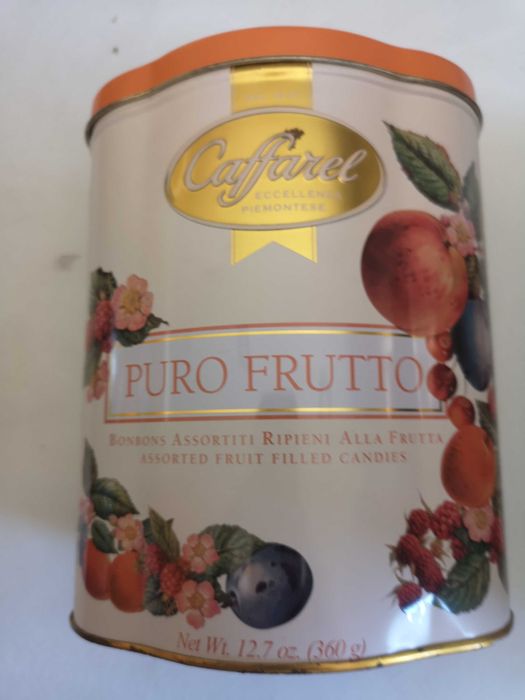 Caffarel
ECCELLENZA
PIEMONTESE
PURO FRUTTO
BONBONS ASSORTITI RIPIENI ALLA FRUTTA
ASSORTED FRUIT FILLED CANDIES
Net Wt. 12.7 oz. (360 g)